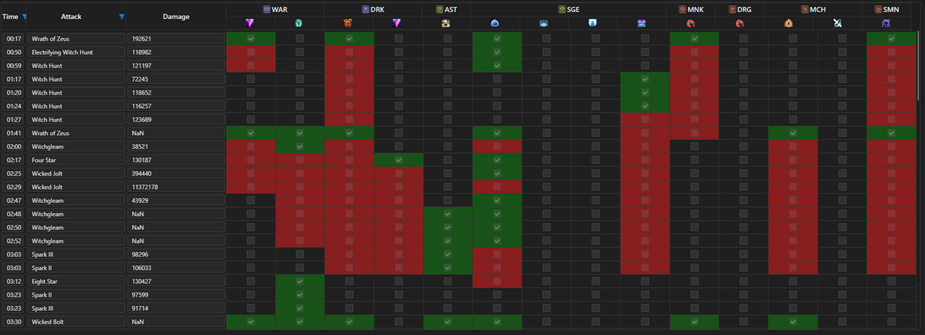 WAR DRK AST SGE MNK DRG MCH SMN
Time Attack Damage
00:17 Wrath of Zeus 192621
00:50 Electrifying Witch Hunt 118982
00:59 Witch Hunt 121197
01:17 Witch Hunt 72245
01:20 Witch Hunt 118652
01:24 Witch Hunt 116257
01:27 Witch Hunt 123689
01:41 Wrath of Zeus NaN
02:00 Witchgleam 38521
02:17 Four Star 130187
02:25 Wicked Jolt 394440
02:29 Wicked Jolt 11372178
02:47 Witchgleam 43929
02:48 Witchgleam NaN
02:50 Witchgleam NaN
02:52 Witchgleam NaN
03:03 Spark III 98296
03:03 Spark II 106033
03:12 Eight Star 130427
03:23 Spark II 97599
03:23 Spark III 91714
03:30 Wicked Bolt NaN